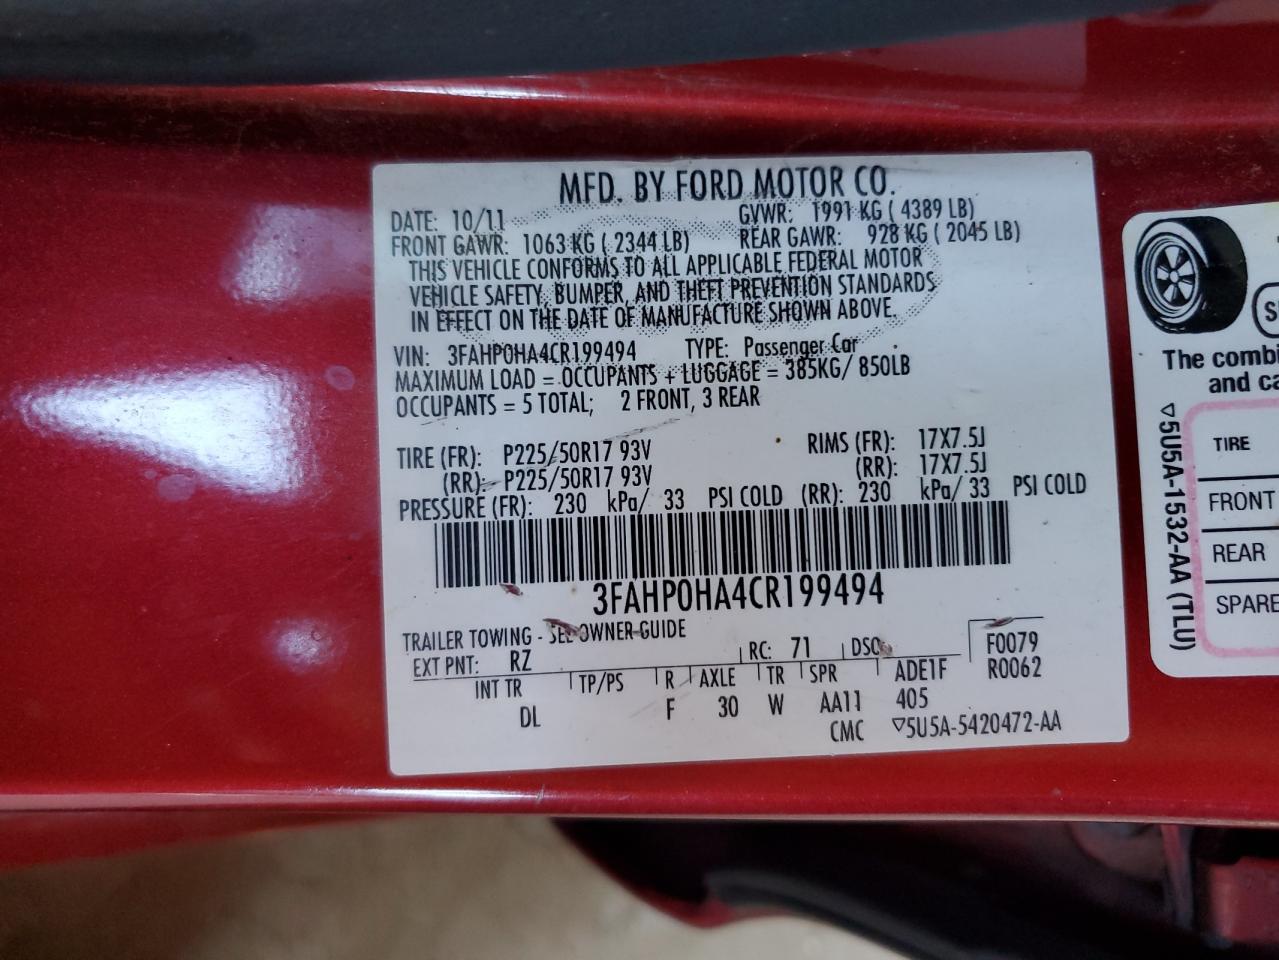 MFD. BY FORD MOTOR CO.
DATE: 10/11 GVWR: 1991 KG ( 4389 LB)
FRONT GAWR: 1063 KG ( 2344 LB) REAR GAWR: 928 KG ( 2045 LB)
THIS VEHICLE CONFORMS TO ALL APPLICABLE FEDERAL MOTOR
VEHICLE SAFETY, BUMPER, AND THEFT PREVENTION STANDARDS
IN EFFECT ON THE DATE OF MANUFACTURE SHOWN ABOVE.
VIN: 3FAHP0HA4CR199494 TYPE: Passenger Car
MAXIMUM LOAD = OCCUPANTS + LUGGAGE = 385KG/ 850LB
OCCUPANTS = 5 TOTAL; 2 FRONT, 3 REAR
TIRE (FR): P225/50R17 93V RIMS (FR): 17X7.5J
(RR): P225/50R17 93V (RR): 17X7.5J
PRESSURE (FR): 230 kPa/ 33 PSI COLD (RR): 230 kPa/ 33 PSI COLD
3FAHP0HA4CR199494
TRAILER TOWING - SEE OWNER GUIDE
EXT PNT: RZ RC: 71 DSO: F0079
R0062
INT TR TP/PS R AXLE TR SPR ADE1F
DL F 30 W AA11 405
CMC ▽5U5A-5420472-AA
The combi
and ca
▽5U5A-1532-AA (TLU)
TIRE
FRONT
REAR
SPARE